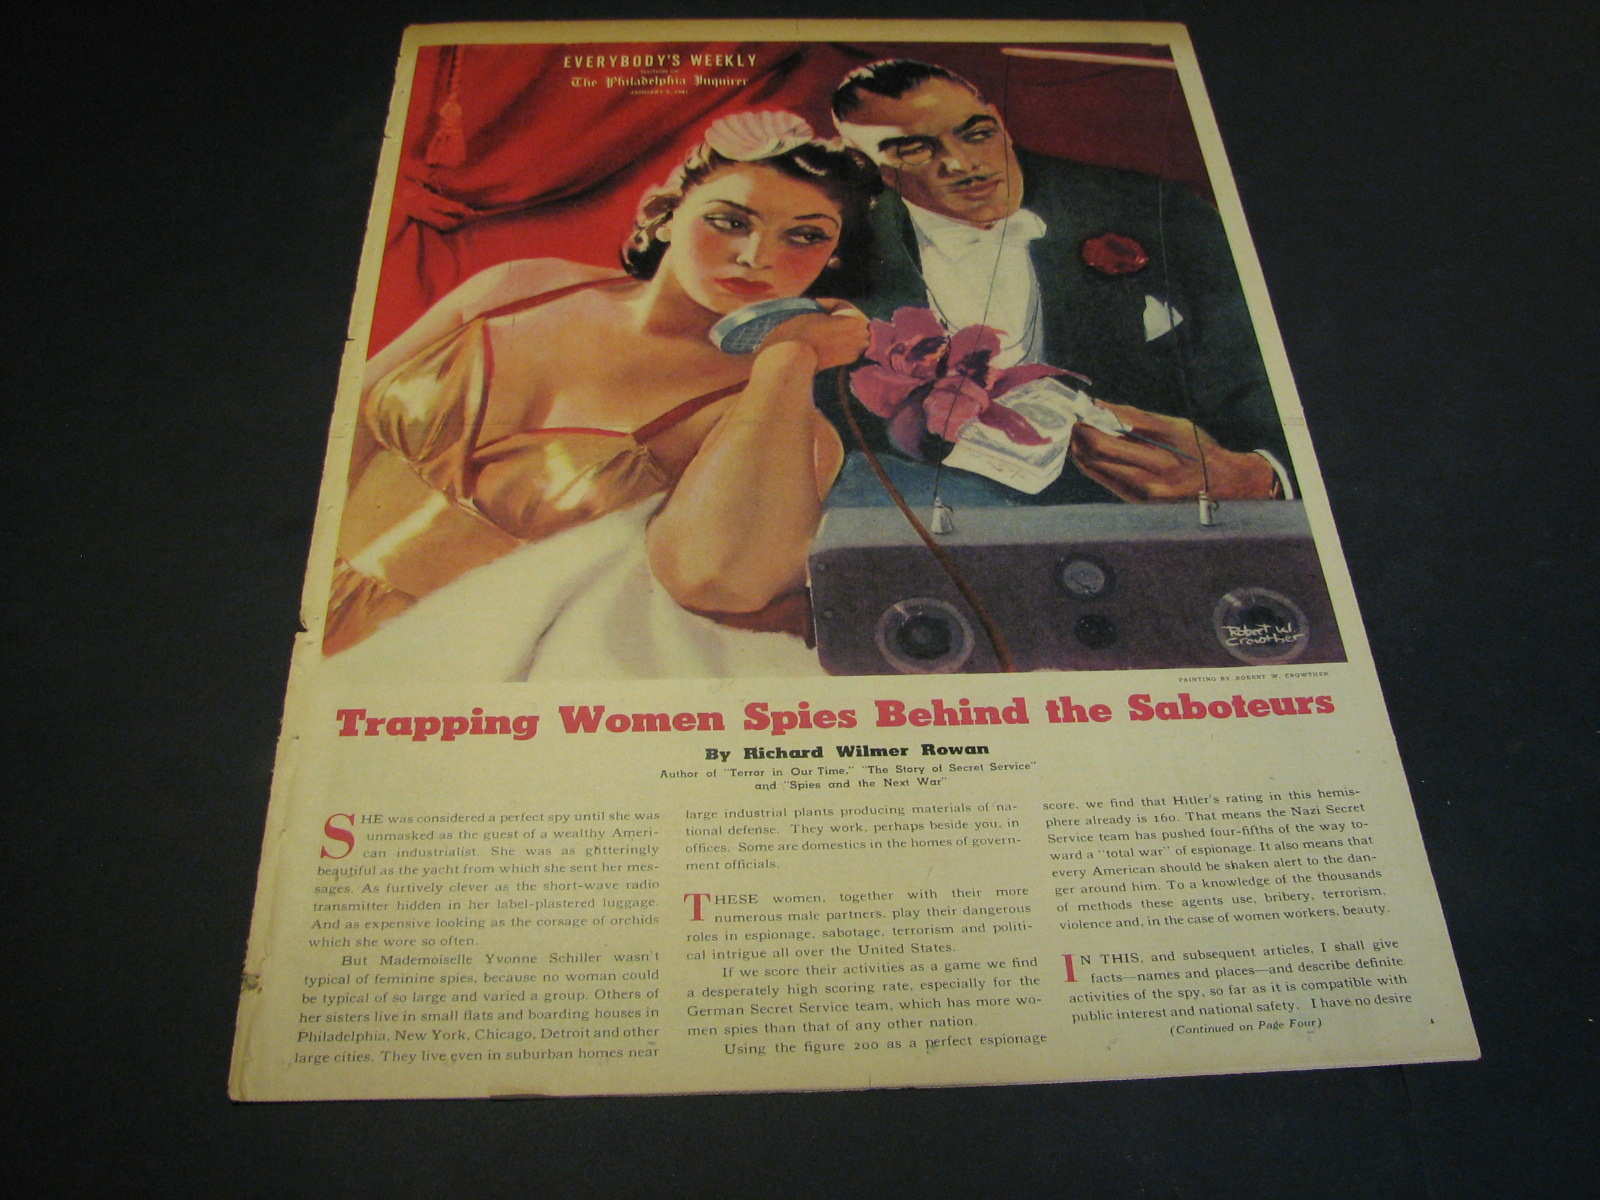 EVERYBODY'S WEEKLY
SECTION OF
The Philadelphia Inquirer
JANUARY 5, 1941
Robert W.
Crowther
PAINTING BY ROBERT W. CROWTHER
Trapping Women Spies Behind the Saboteurs
By Richard Wilmer Rowan
Author of "Terror in Our Time," "The Story of Secret Service"
and "Spies and the Next War"
SHE was considered a perfect spy until she was
unmasked as the guest of a wealthy Ameri-
can industrialist. She was as glitteringly
beautiful as the yacht from which she sent her mes-
sages. As furtively clever as the short-wave radio
transmitter hidden in her label-plastered luggage.
And as expensive looking as the corsage of orchids
which she wore so often.
But Mademoiselle Yvonne Schiller wasn't
typical of feminine spies, because no woman could
be typical of so large and varied a group. Others of
her sisters live in small flats and boarding houses in
Philadelphia, New York, Chicago, Detroit and other
large cities. They live even in suburban homes near
large industrial plants producing materials of na-
tional defense. They work, perhaps beside you, in
offices. Some are domestics in the homes of govern-
ment officials.
THESE women, together with their more
numerous male partners, play their dangerous
roles in espionage, sabotage, terrorism and politi-
cal intrigue all over the United States.
If we score their activities as a game we find
a desperately high scoring rate, especially for the
German Secret Service team, which has more wo-
men spies than that of any other nation.
Using the figure 200 as a perfect espionage
score, we find that Hitler's rating in this hemis-
phere already is 160. That means the Nazi Secret
Service team has pushed four-fifths of the way to-
ward a "total war" of espionage. It also means that
every American should be shaken alert to the dan-
ger around him. To a knowledge of the thousands
of methods these agents use, bribery, terrorism,
violence and, in the case of women workers, beauty.
IN THIS, and subsequent articles, I shall give
facts—names and places—and describe definite
activities of the spy, so far as it is compatible with
public interest and national safety. I have no desire
(Continued on Page Four)